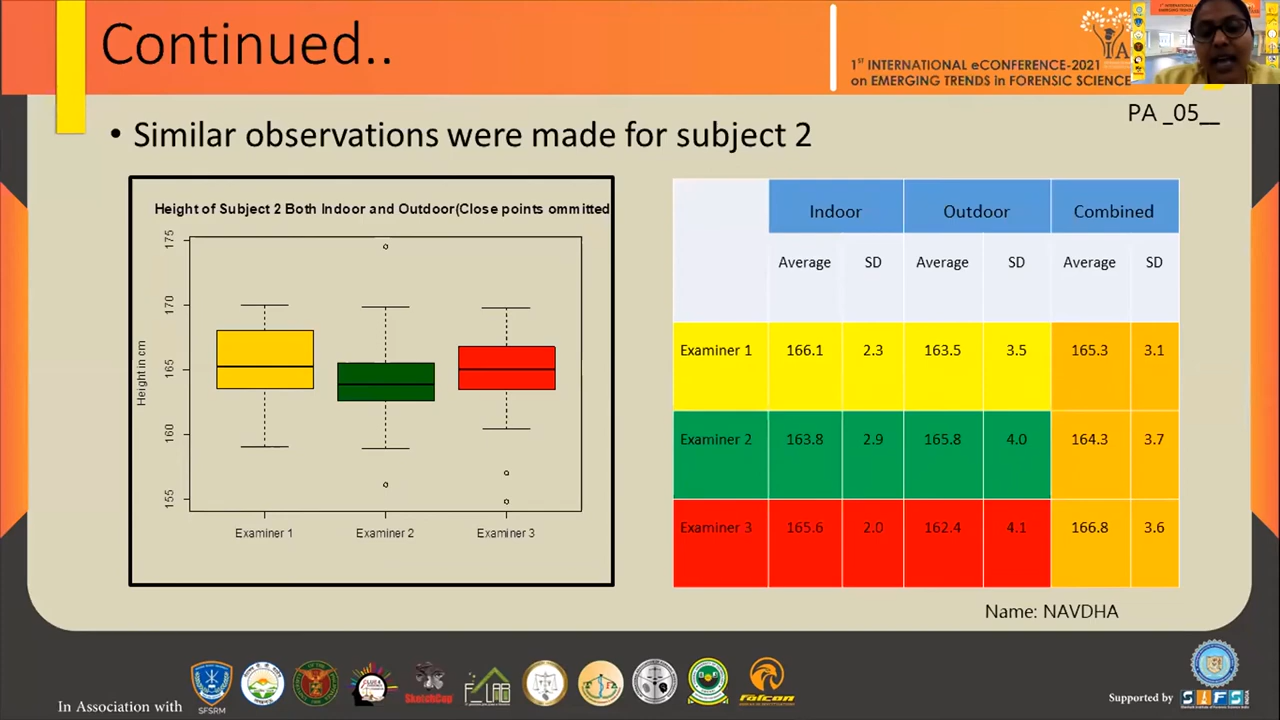 Continued..
1ST INTERNATIONAL eCONFERENCE-2021
on EMERGING TRENDS in FORENSIC SCIENCE
PA _05__
• Similar observations were made for subject 2
Height of Subject 2 Both Indoor and Outdoor(Close points ommitted
Height in cm
175
170
165
160
155
Examiner 1 Examiner 2 Examiner 3
Indoor Outdoor Combined
Average SD Average SD Average SD
Examiner 1 166.1 2.3 163.5 3.5 165.3 3.1
Examiner 2 163.8 2.9 165.8 4.0 164.3 3.7
Examiner 3 165.6 2.0 162.4 4.1 166.8 3.6
Name: NAVDHA
In Association with
SFSRM
SketchCop
F LAG
falcon
Supported by
SIFS